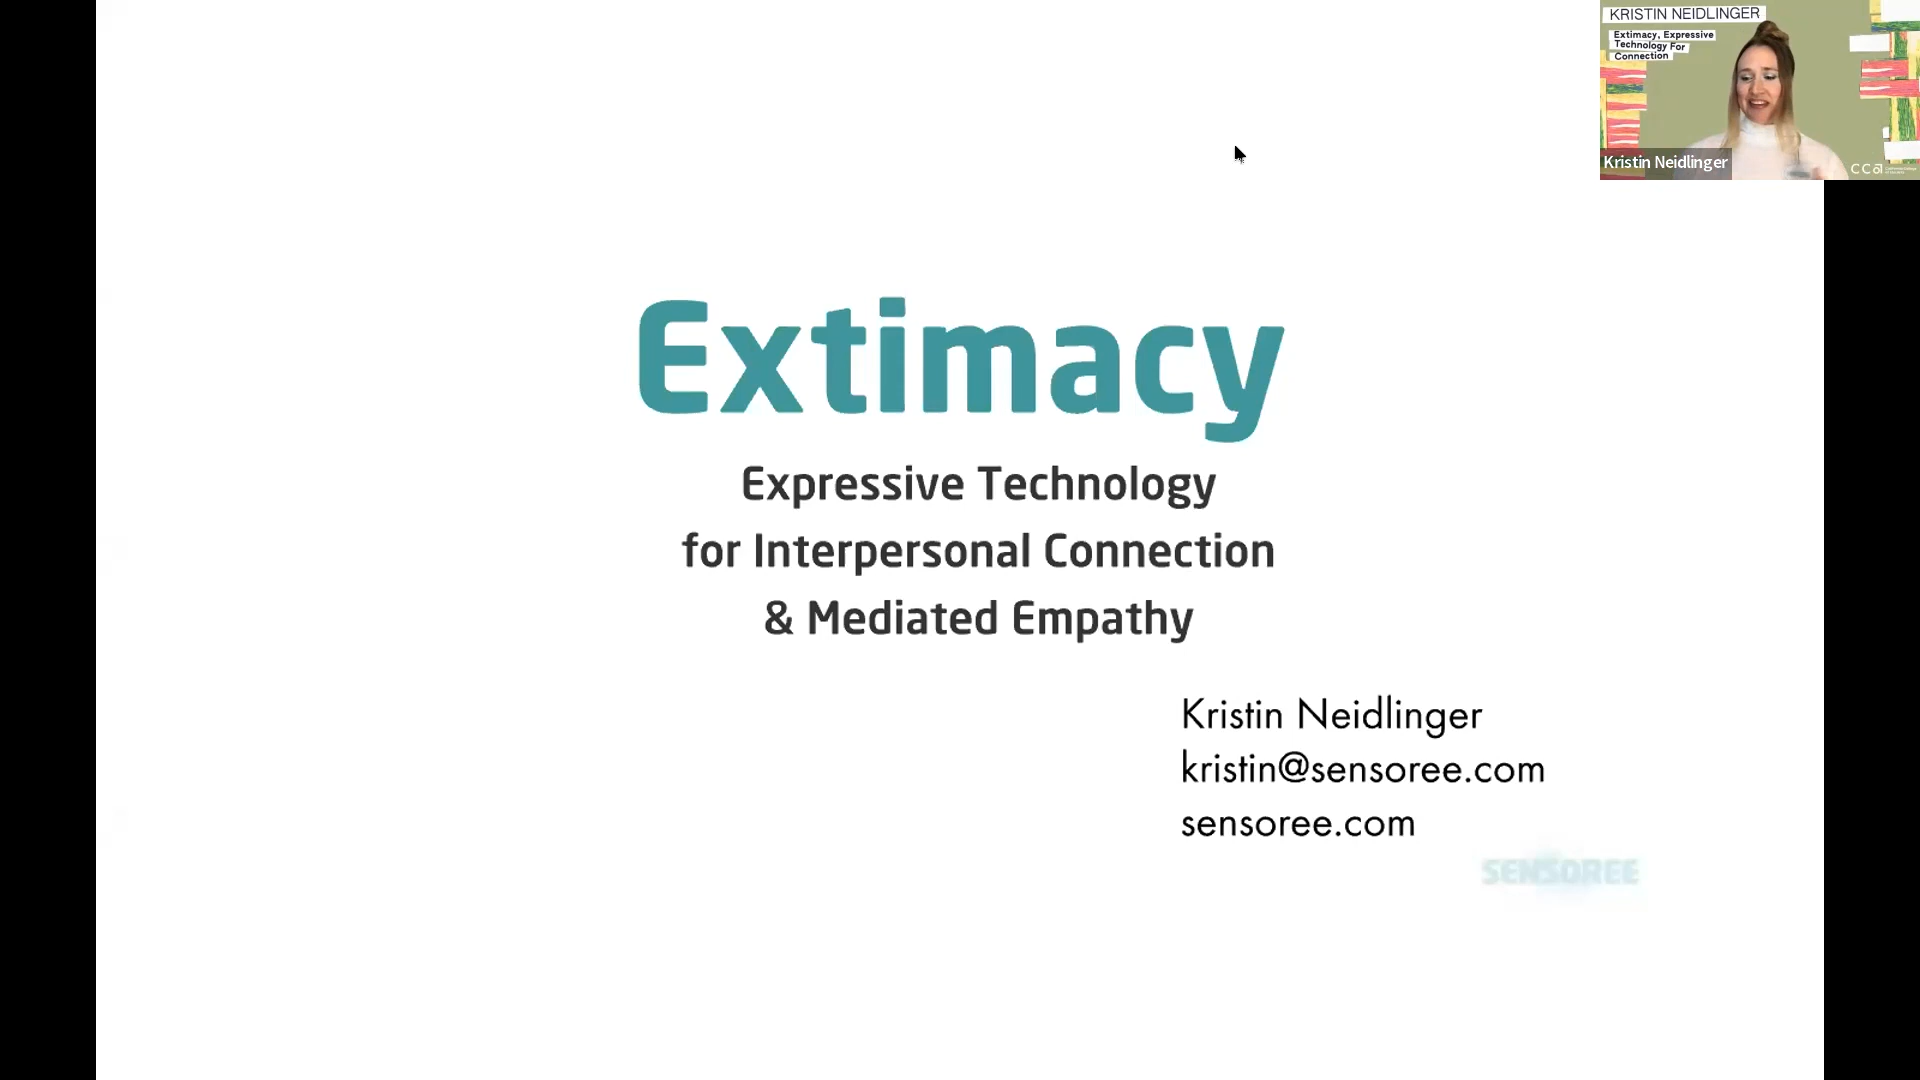 KRISTIN NEIDLINGER
Extimacy, Expressive
Technology For
Connection
Kristin Neidlinger
CCA
Extimacy
Expressive Technology
for Interpersonal Connection
& Mediated Empathy
Kristin Neidlinger
kristin@sensoree.com
sensoree.com
SENSOREE